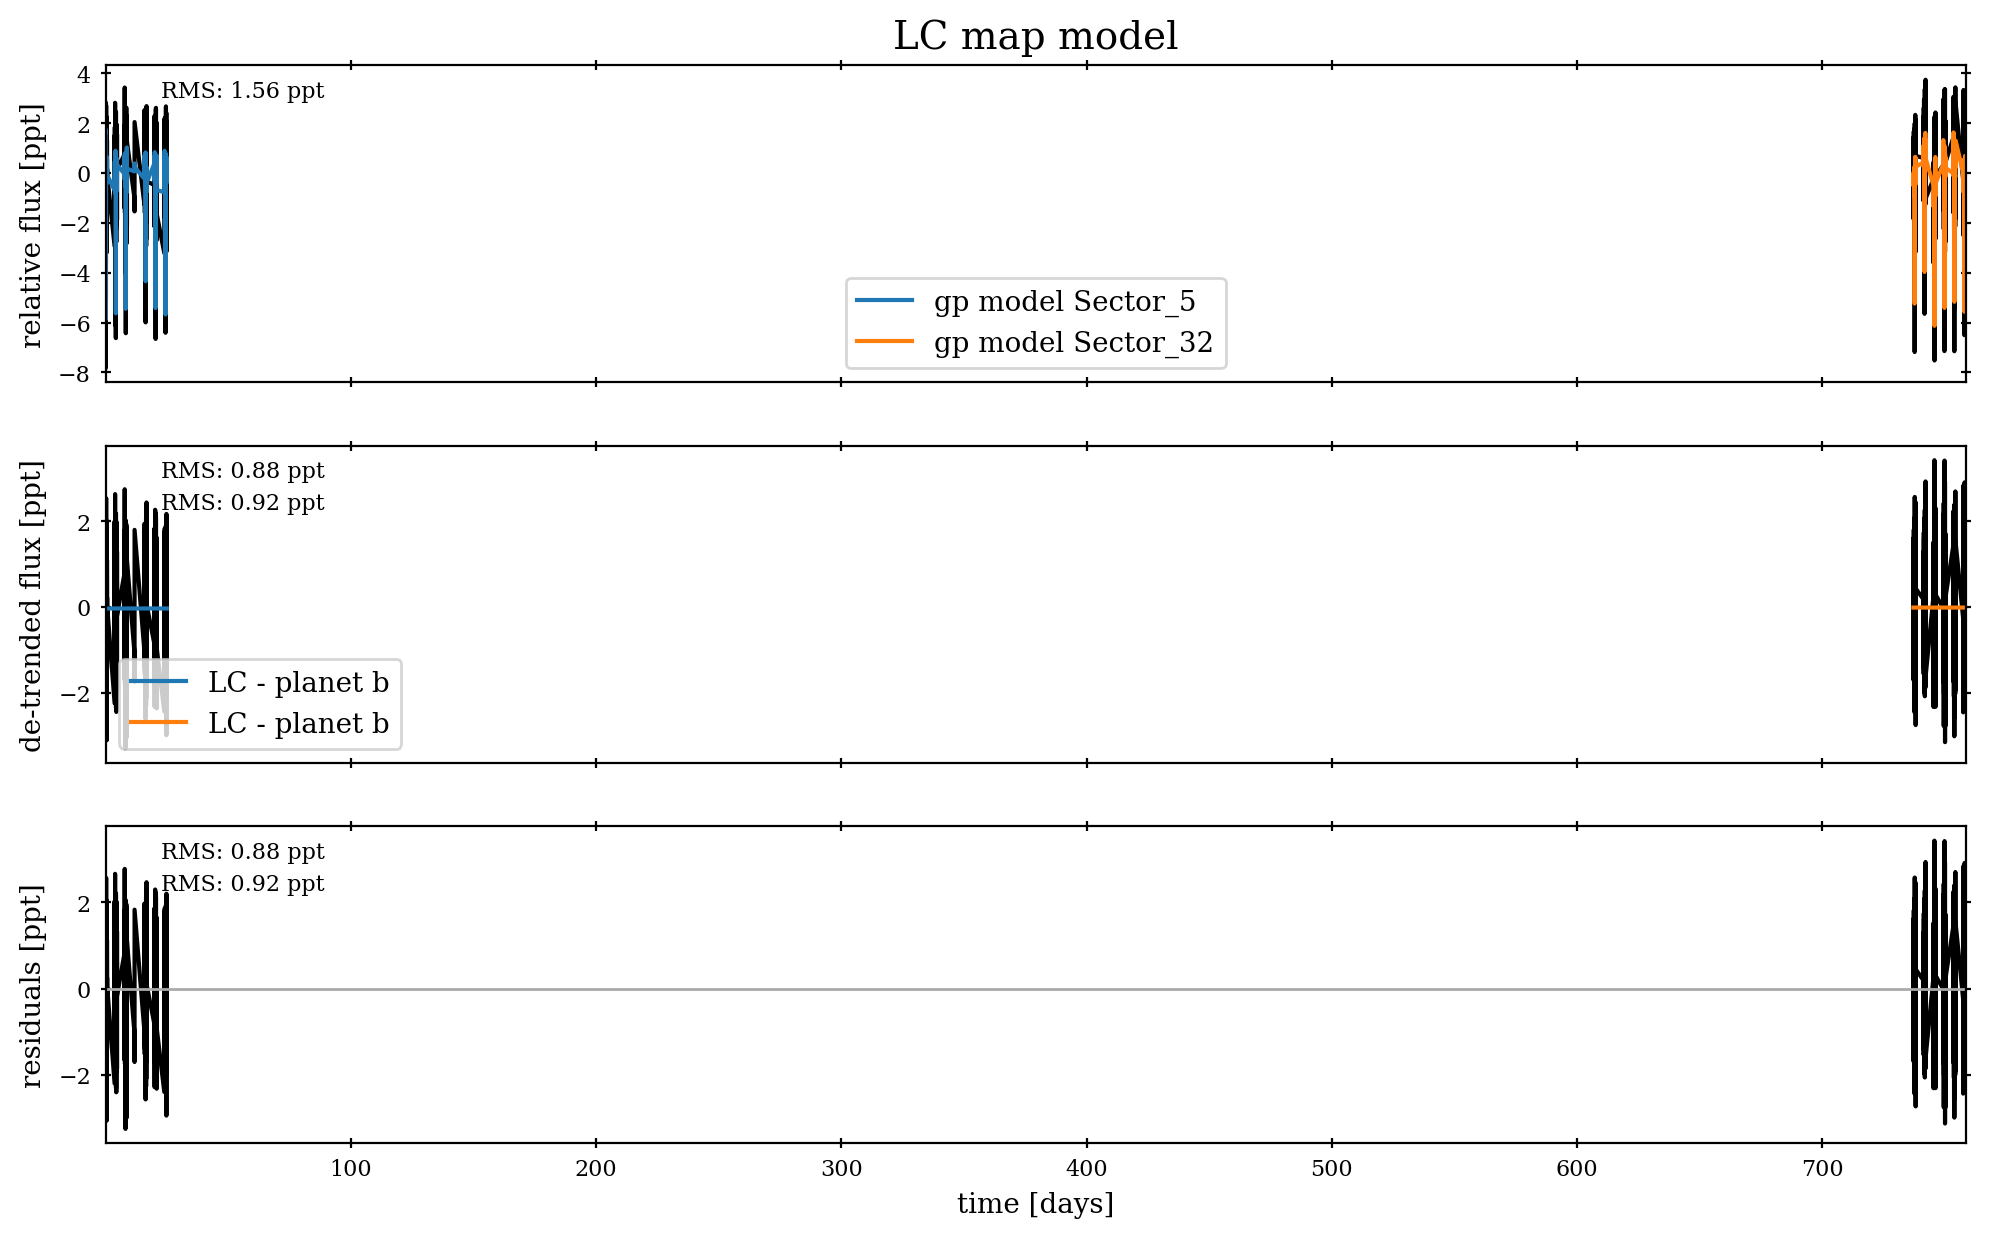 LC map model
relative flux [ppt]
4
2
0
−2
−4
−6
−8
RMS: 1.56 ppt
gp model Sector_5
gp model Sector_32
de-trended flux [ppt]
2
0
−2
RMS: 0.88 ppt
RMS: 0.92 ppt
LC - planet b
LC - planet b
residuals [ppt]
2
0
−2
RMS: 0.88 ppt
RMS: 0.92 ppt
100 200 300 400 500 600 700
time [days]